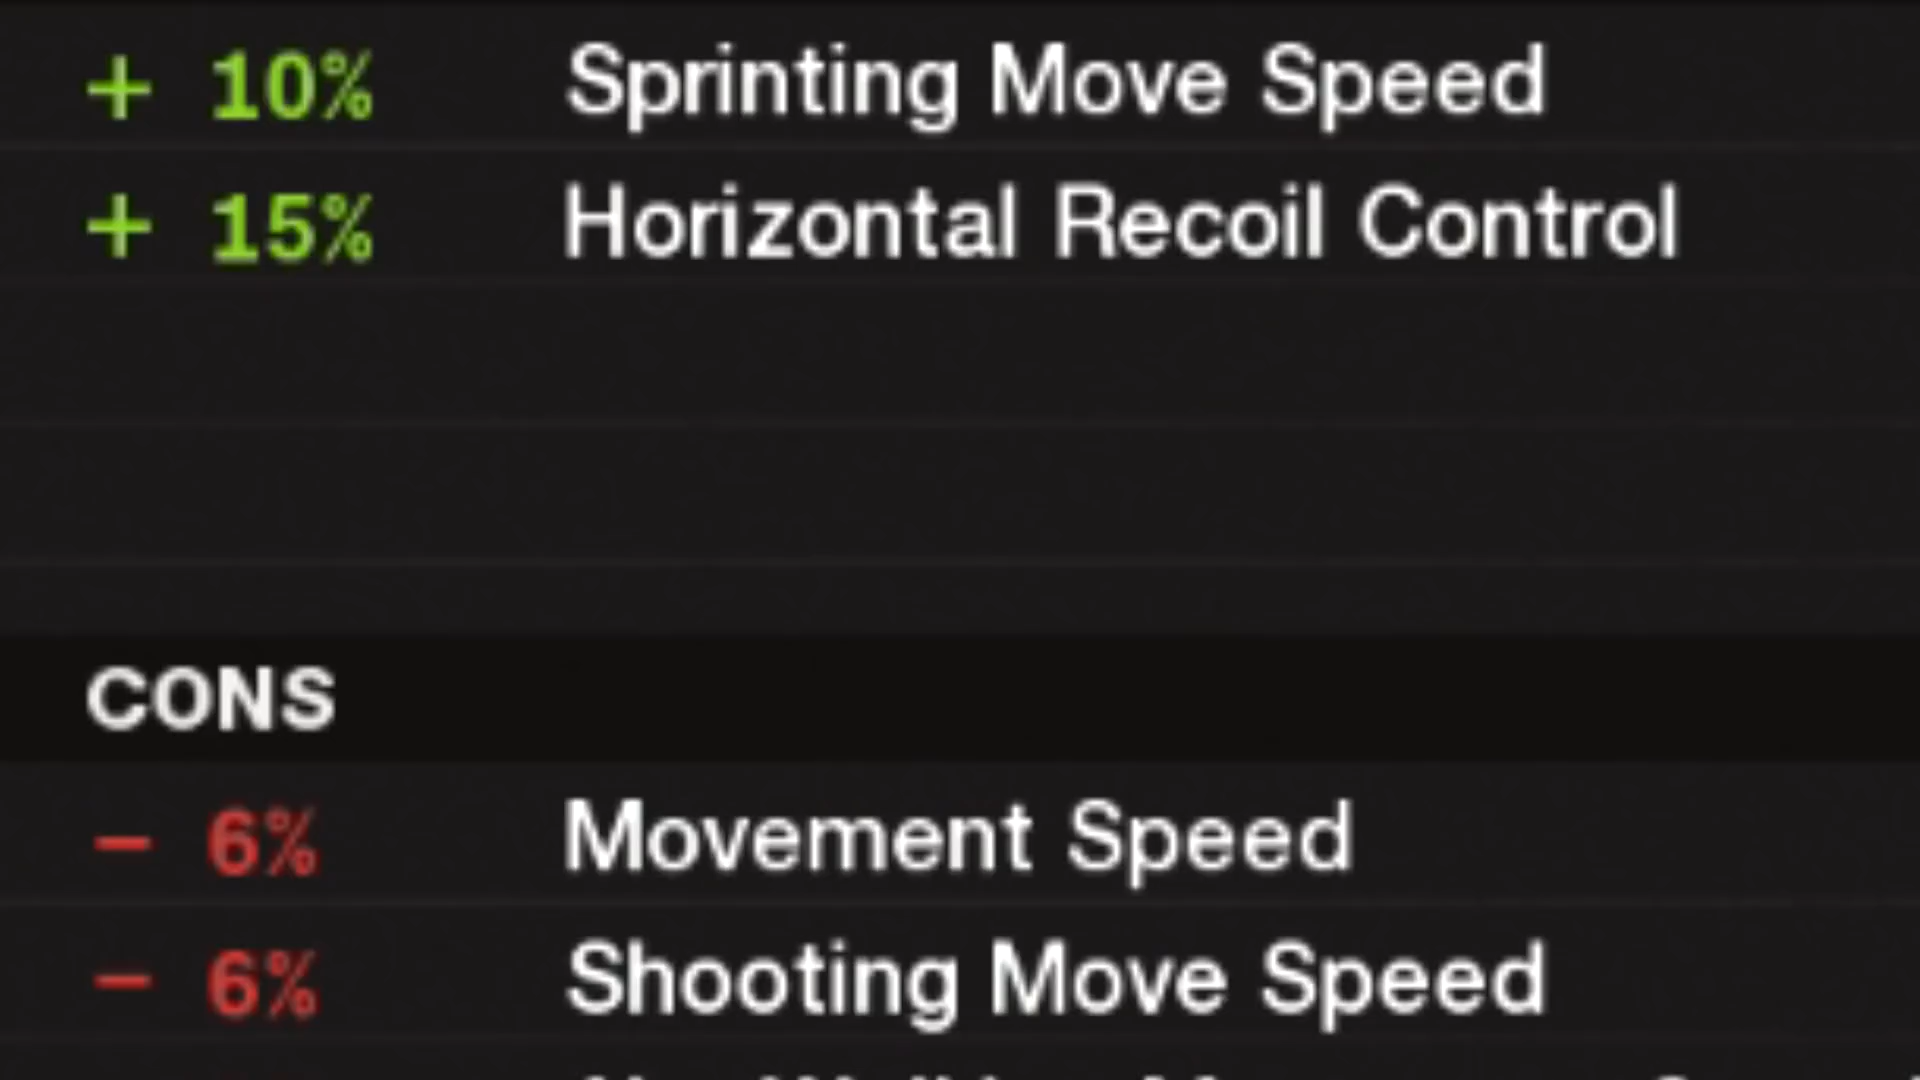 + 10% Sprinting Move Speed
+ 15% Horizontal Recoil Control
CONS
− 6% Movement Speed
− 6% Shooting Move Speed